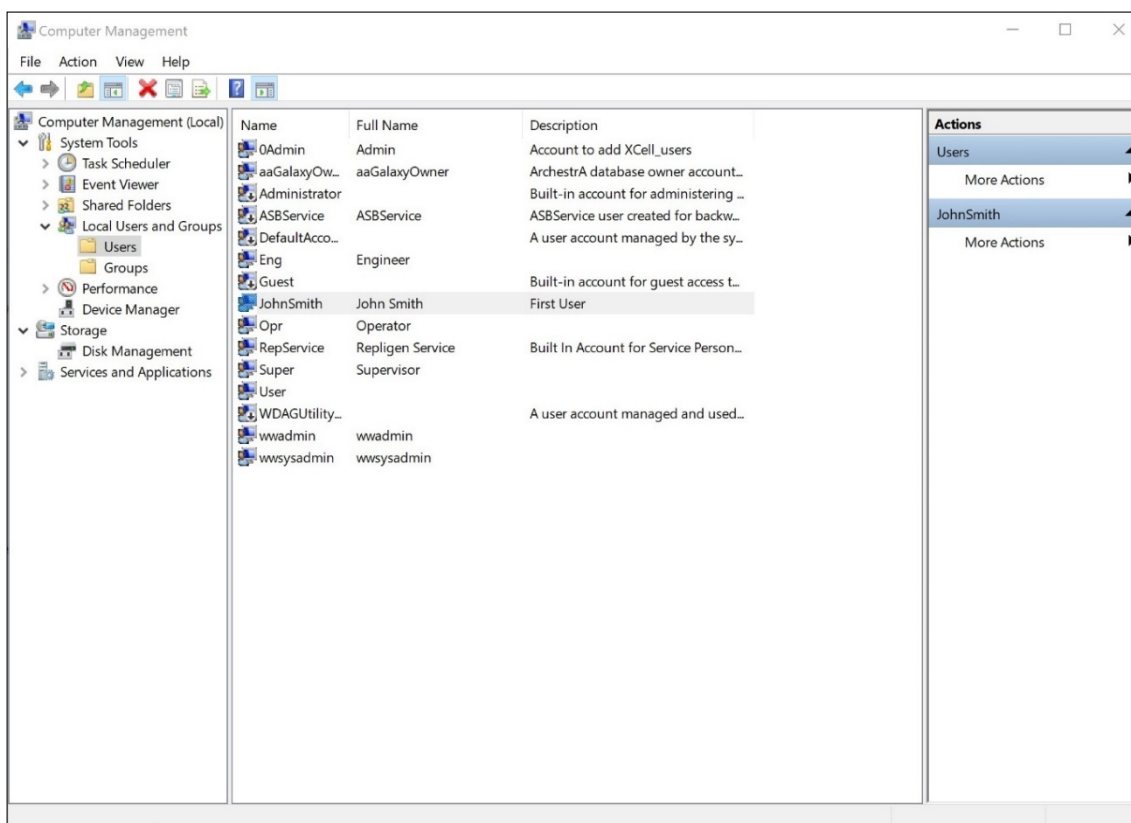 Computer Management
File Action View Help
Computer Management (Local)
System Tools
Task Scheduler
Event Viewer
Shared Folders
Local Users and Groups
Users
Groups
Performance
Device Manager
Storage
Disk Management
Services and Applications
Name Full Name Description
0Admin Admin Account to add XCell_users
aaGalaxyOw... aaGalaxyOwner ArchestrA database owner account...
Administrator Built-in account for administering ...
ASBService ASBService ASBService user created for backw...
DefaultAcco... A user account managed by the sy...
Eng Engineer
Guest Built-in account for guest access t...
JohnSmith John Smith First User
Opr Operator
RepService Repligen Service Built In Account for Service Person...
Super Supervisor
User
WDAGUtility... A user account managed and used...
wwadmin wwadmin
wwsysadmin wwsysadmin
Actions
Users
More Actions
JohnSmith
More Actions